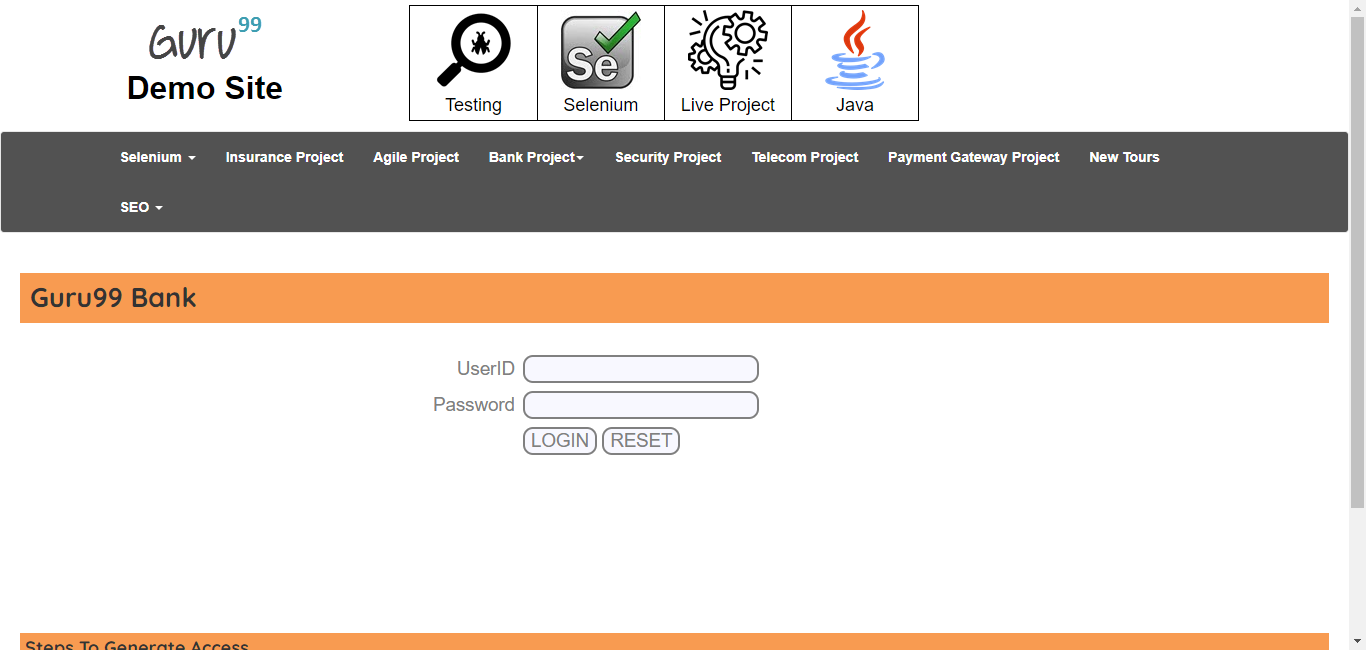 Guru99
Demo Site
Se
Testing
Selenium
Live Project
Java
Selenium
Insurance Project
Agile Project
Bank Project
Security Project
Telecom Project
Payment Gateway Project
New Tours
SEO
Guru99 Bank
UserID
Password
LOGIN
RESET
Steps To Generate Access